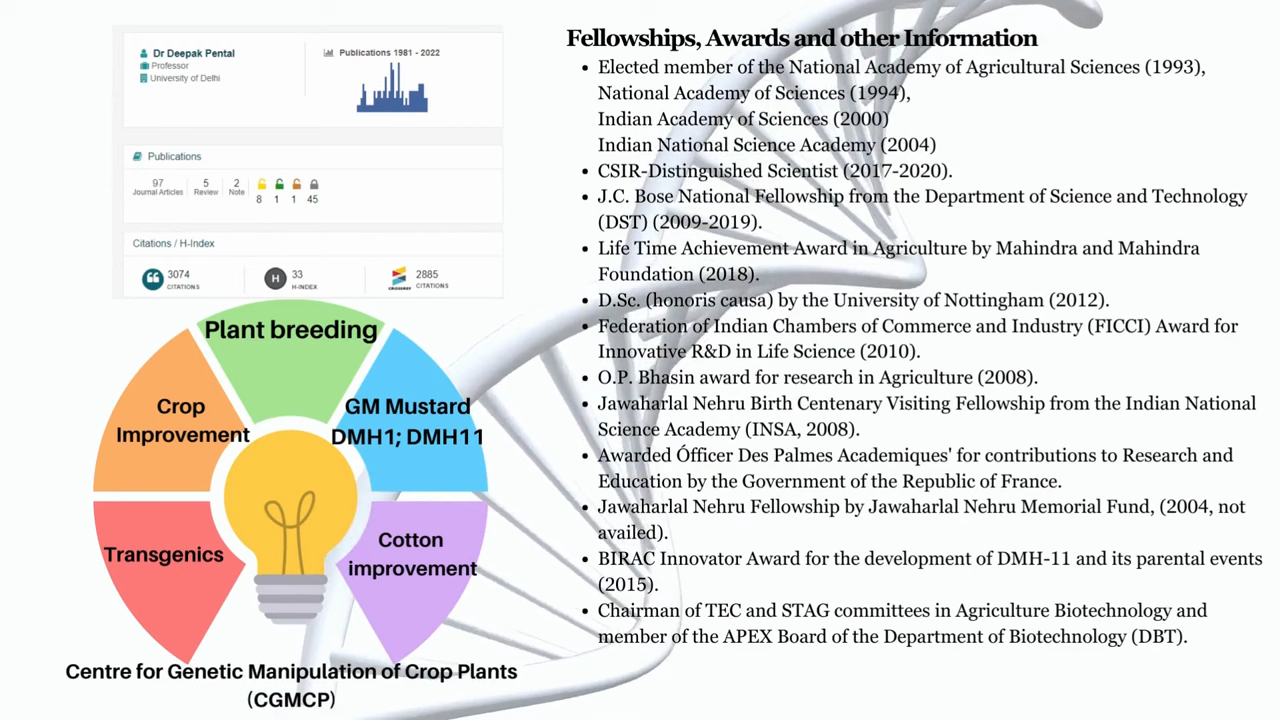 Dr Deepak Pental
Professor
University of Delhi
Publications 1981 - 2022
Publications
97 5 2
Journal Articles Review Note
8 1 1 45
Citations / H-Index
3074
CITATIONS
H
33
H-INDEX
CROSSREF
2885
CITATIONS
Plant breeding
Crop
Improvement
GM Mustard
DMH1; DMH11
Transgenics
Cotton
improvement
Centre for Genetic Manipulation of Crop Plants
(CGMCP)
Fellowships, Awards and other Information
• Elected member of the National Academy of Agricultural Sciences (1993),
National Academy of Sciences (1994),
Indian Academy of Sciences (2000)
Indian National Science Academy (2004)
• CSIR-Distinguished Scientist (2017-2020).
• J.C. Bose National Fellowship from the Department of Science and Technology
(DST) (2009-2019).
• Life Time Achievement Award in Agriculture by Mahindra and Mahindra
Foundation (2018).
• D.Sc. (honoris causa) by the University of Nottingham (2012).
• Federation of Indian Chambers of Commerce and Industry (FICCI) Award for
Innovative R&D in Life Science (2010).
• O.P. Bhasin award for research in Agriculture (2008).
• Jawaharlal Nehru Birth Centenary Visiting Fellowship from the Indian National
Science Academy (INSA, 2008).
• Awarded Ófficer Des Palmes Academiques' for contributions to Research and
Education by the Government of the Republic of France.
• Jawaharlal Nehru Fellowship by Jawaharlal Nehru Memorial Fund, (2004, not
availed).
• BIRAC Innovator Award for the development of DMH-11 and its parental events
(2015).
• Chairman of TEC and STAG committees in Agriculture Biotechnology and
member of the APEX Board of the Department of Biotechnology (DBT).